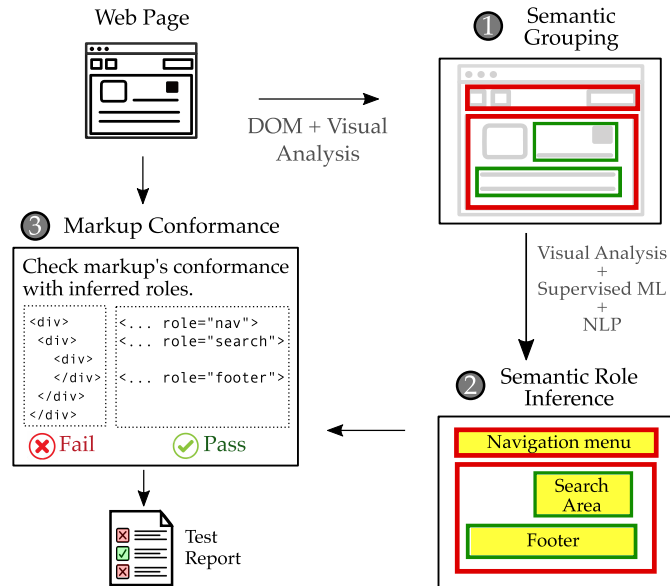 Web Page
DOM + Visual
Analysis
1
Semantic
Grouping
Visual Analysis
+
Supervised ML
+
NLP
2
Semantic Role
Inference
Navigation menu
Search
Area
Footer
3
Markup Conformance
Check markup's conformance
with inferred roles.
<div>
<div>
<div>
</div>
</div>
</div>
<... role="nav">
<... role="search">
<... role="footer">
Fail
Pass
Test
Report